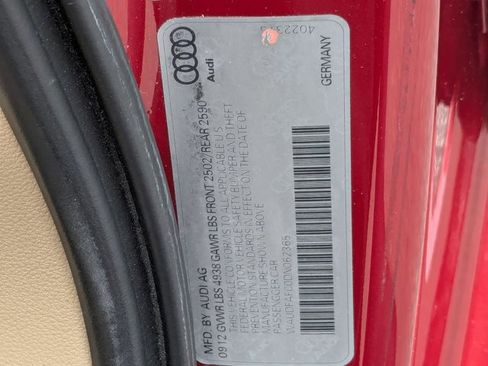 Audi
MFD. BY AUDI AG
09.12 GVWR LBS 4938 GAWR LBS FRONT 2502/REAR 2590
THIS VEHICLE CONFORMS TO ALL APPLICABLE U.S.
FEDERAL MOTOR VEHICLE SAFETY BUMPER AND THEFT
PREVENTION STANDARDS IN EFFECT ON THE DATE OF
MANUFACTURE SHOWN ABOVE
PASSENGER CAR
GERMANY